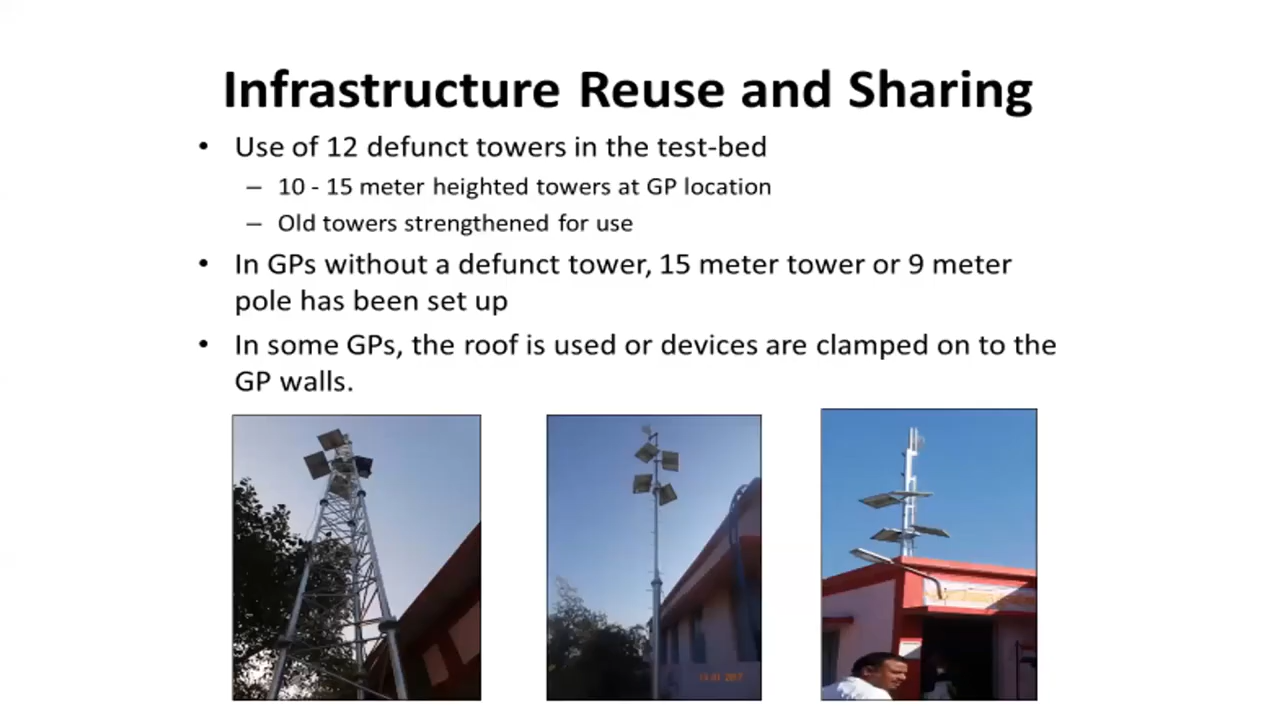 Infrastructure Reuse and Sharing
• Use of 12 defunct towers in the test-bed
– 10 - 15 meter heighted towers at GP location
– Old towers strengthened for use
• In GPs without a defunct tower, 15 meter tower or 9 meter
pole has been set up
• In some GPs, the roof is used or devices are clamped on to the
GP walls.